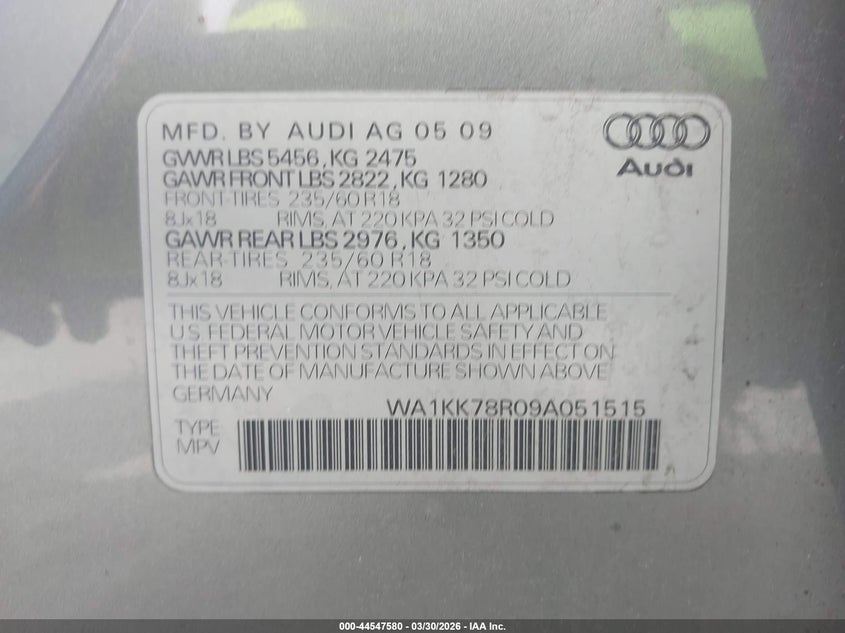 MFD. BY AUDI AG 05 09
GVWR LBS 5456, KG 2475
GAWR FRONT LBS 2822, KG 1280
FRONT-TIRES 235/60 R18
8Jx18 RIMS, AT 220 KPA 32 PSI COLD
GAWR REAR LBS 2976, KG 1350
REAR-TIRES 235/60 R18
8Jx18 RIMS, AT 220 KPA 32 PSI COLD
Audi
THIS VEHICLE CONFORMS TO ALL APPLICABLE
U.S. FEDERAL MOTOR VEHICLE SAFETY AND
THEFT PREVENTION STANDARDS IN EFFECT ON
THE DATE OF MANUFACTURE SHOWN ABOVE
GERMANY
WA1KK78R09A051515
TYPE
MPV
000-44547580 - 03/30/2026 - IAA Inc.